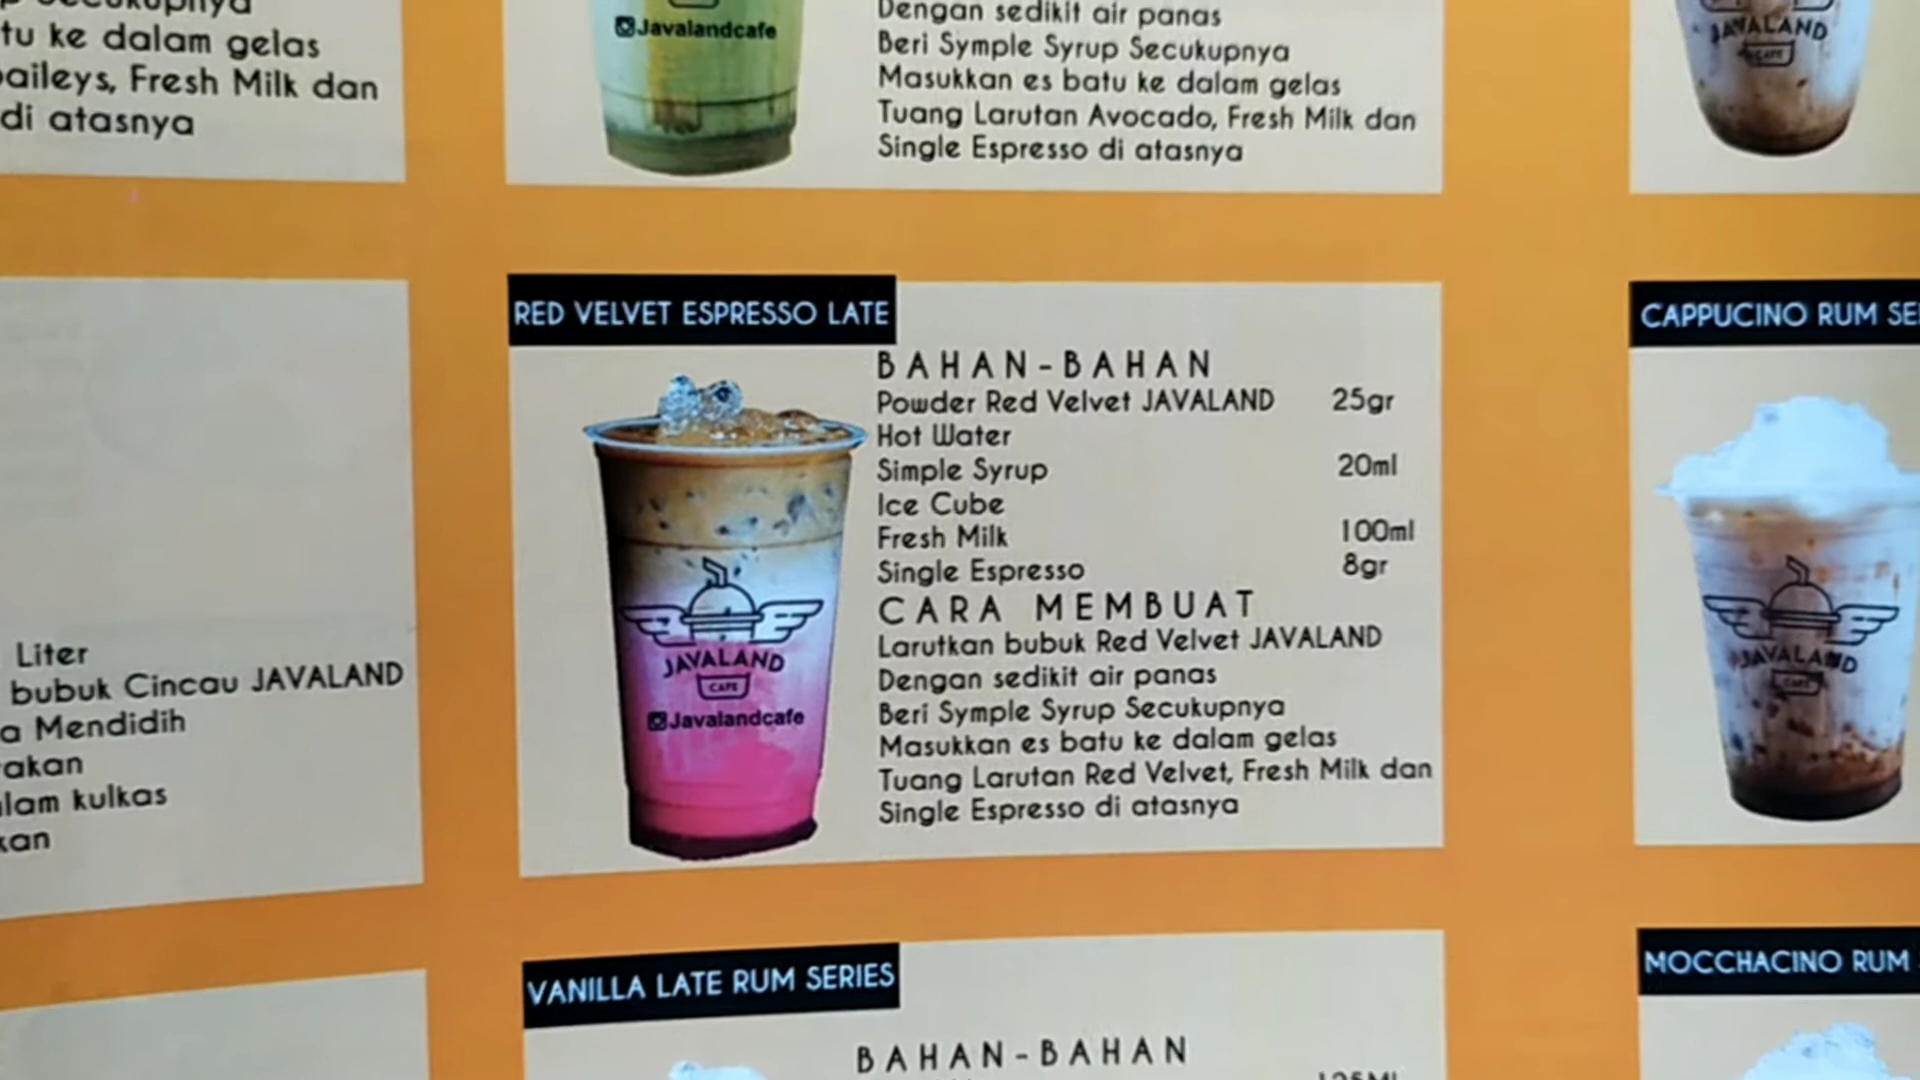 tu ke dalam gelas
baileys, Fresh Milk dan
di atasnya
Javalandcafe
Dengan sedikit air panas
Beri Symple Syrup Secukupnya
Masukkan es batu ke dalam gelas
Tuang Larutan Avocado, Fresh Milk dan
Single Espresso di atasnya
JAVALAND
CAFE
Liter
bubuk Cincau JAVALAND
a Mendidih
alam kulkas
RED VELVET ESPRESSO LATE
BAHAN-BAHAN
Powder Red Velvet JAVALAND 25gr
Hot Water
Simple Syrup 20ml
Ice Cube
Fresh Milk 100ml
Single Espresso 8gr
CARA MEMBUAT
Larutkan bubuk Red Velvet JAVALAND
Dengan sedikit air panas
Beri Symple Syrup Secukupnya
Masukkan es batu ke dalam gelas
Tuang Larutan Red Velvet, Fresh Milk dan
Single Espresso di atasnya
JAVALAND
CAFE
Javalandcafe
CAPPUCINO RUM SE
JAVALAND
CAFE
VANILLA LATE RUM SERIES
BAHAN-BAHAN
MOCCHACINO RUM